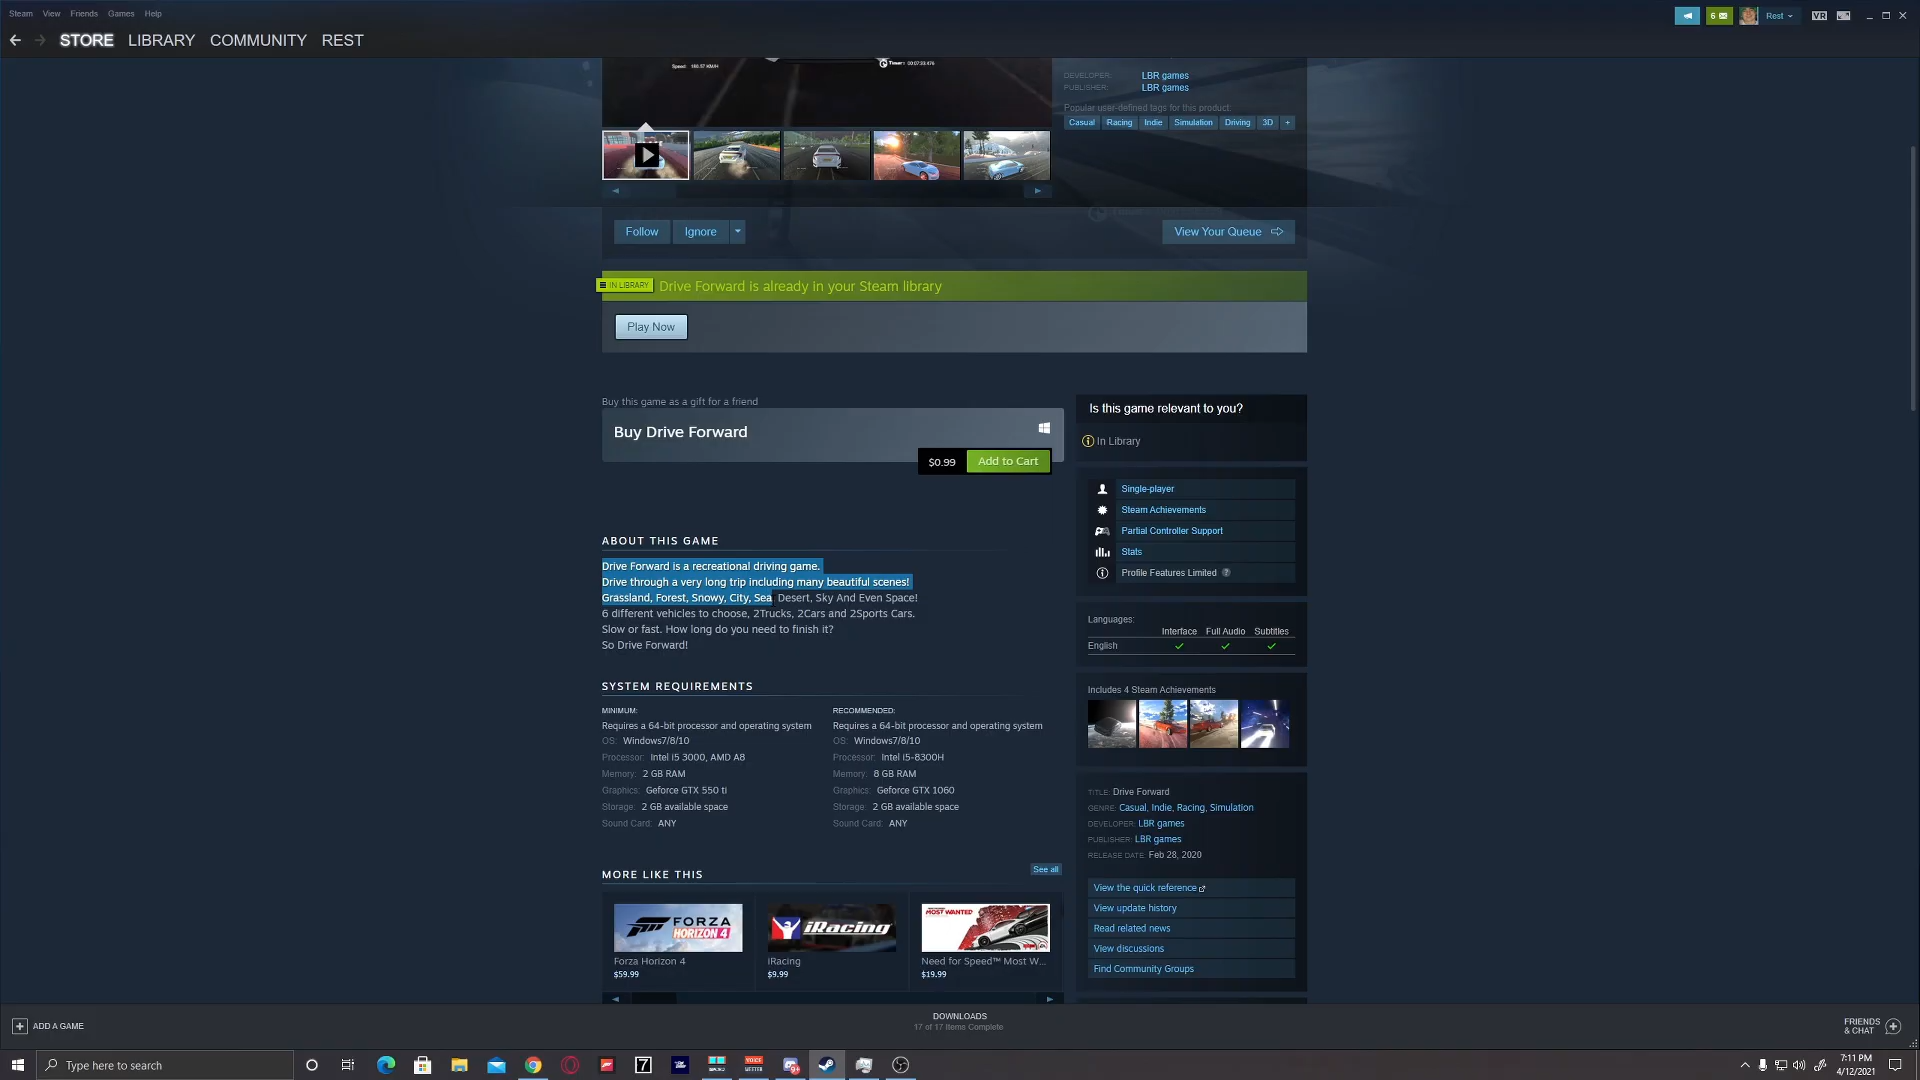 Steam View Friends Games Help
6
Rest
VR
STORE LIBRARY COMMUNITY REST
Speed: 160.57 KM/H
DEVELOPER: LBR games
PUBLISHER: LBR games
Popular user-defined tags for this product:
Casual Racing Indie Simulation Driving 3D +
Follow Ignore
View Your Queue
IN LIBRARY
Drive Forward is already in your Steam library
Play Now
Buy this game as a gift for a friend
Buy Drive Forward
$0.99 Add to Cart
Is this game relevant to you?
In Library
Single-player
Steam Achievements
Partial Controller Support
Stats
Profile Features Limited ?
ABOUT THIS GAME
Drive Forward is a recreational driving game.
Drive through a very long trip including many beautiful scenes!
Grassland, Forest, Snowy, City, Sea, Desert, Sky And Even Space!
6 different vehicles to choose, 2Trucks, 2Cars and 2Sports Cars.
Slow or fast. How long do you need to finish it?
So Drive Forward!
Languages:
Interface Full Audio Subtitles
English
SYSTEM REQUIREMENTS
MINIMUM:
Requires a 64-bit processor and operating system
OS: Windows7/8/10
Processor: Intel i5 3000, AMD A8
Memory: 2 GB RAM
Graphics: Geforce GTX 550 ti
Storage: 2 GB available space
Sound Card: ANY
RECOMMENDED:
Requires a 64-bit processor and operating system
OS: Windows7/8/10
Processor: Intel i5-8300H
Memory: 8 GB RAM
Graphics: Geforce GTX 1060
Storage: 2 GB available space
Sound Card: ANY
Includes 4 Steam Achievements
TITLE: Drive Forward
GENRE: Casual, Indie, Racing, Simulation
DEVELOPER: LBR games
PUBLISHER: LBR games
RELEASE DATE: Feb 28, 2020
View the quick reference
View update history
Read related news
View discussions
Find Community Groups
MORE LIKE THIS
See all
FORZA HORIZON 4
iRacing
MOST WANTED
Forza Horizon 4
$59.99
iRacing
$9.99
Need for Speed™ Most W...
$19.99
ADD A GAME
DOWNLOADS
17 of 17 Items Complete
FRIENDS
& CHAT
Type here to search
7
7:11 PM
4/12/2021